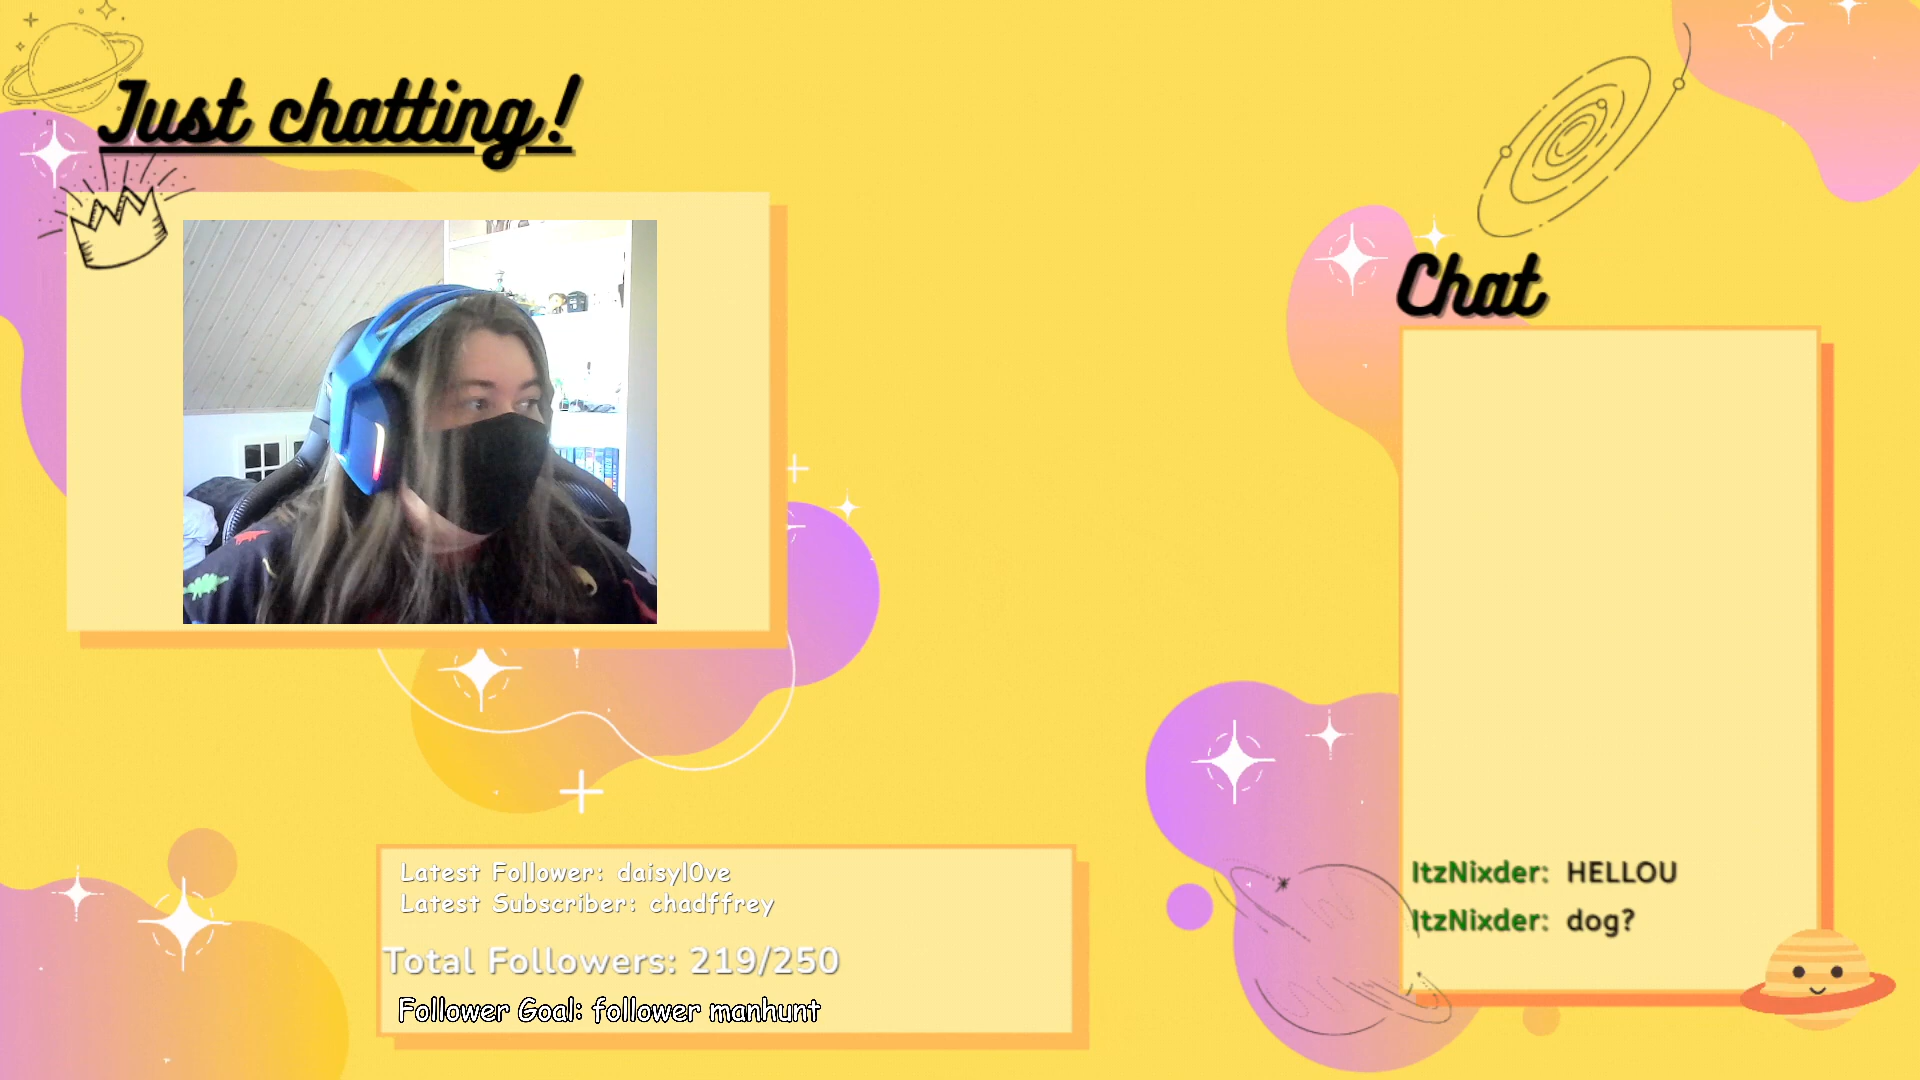 Just chatting!
Chat
ItzNixder: HELLOU
ItzNixder: dog?
Latest Follower: daisyl0ve
Latest Subscriber: chadffrey
Total Followers: 219/250
Follower Goal: follower manhunt